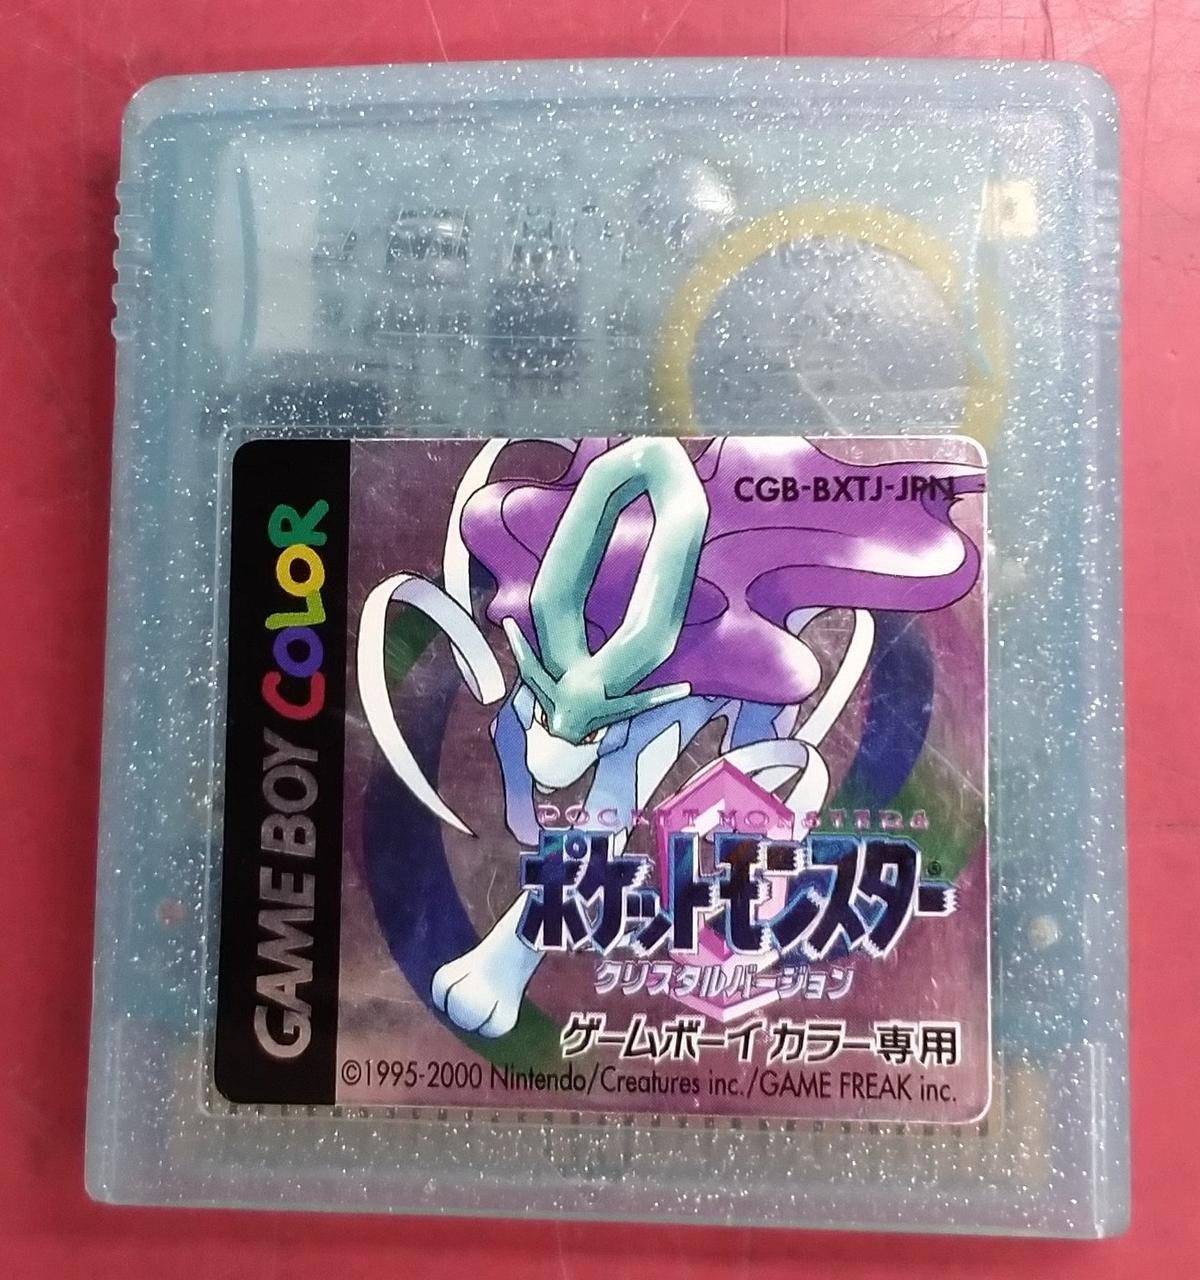 GAME BOY COLOR
CGB-BXTJ-JPN
POCKET MONSTERS
ポケットモンスター®
クリスタルバージョン
ゲームボーイ カラー専用
©1995-2000 Nintendo/Creatures inc./GAME FREAK inc.